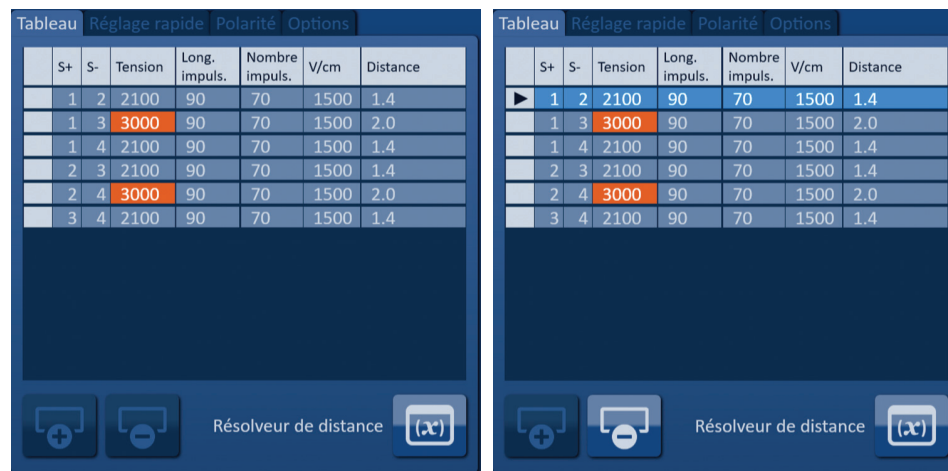 Tableau Réglage rapide Polarité Options
S+ S- Tension Long. impuls. Nombre impuls. V/cm Distance
1 2 2100 90 70 1500 1.4
1 3 3000 90 70 1500 2.0
1 4 2100 90 70 1500 1.4
2 3 2100 90 70 1500 1.4
2 4 3000 90 70 1500 2.0
3 4 2100 90 70 1500 1.4
Résolveur de distance (x)
Tableau Réglage rapide Polarité Options
S+ S- Tension Long. impuls. Nombre impuls. V/cm Distance
1 2 2100 90 70 1500 1.4
1 3 3000 90 70 1500 2.0
1 4 2100 90 70 1500 1.4
2 3 2100 90 70 1500 1.4
2 4 3000 90 70 1500 2.0
3 4 2100 90 70 1500 1.4
Résolveur de distance (x)